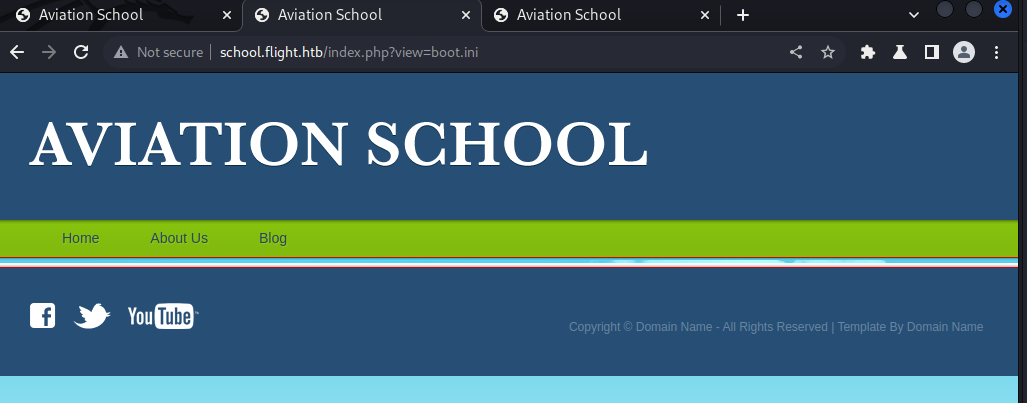 Aviation School Aviation School Aviation School
Not secure school.flight.htb/index.php?view=boot.ini
AVIATION SCHOOL
Home About Us Blog
YouTube
Copyright © Domain Name - All Rights Reserved | Template By Domain Name